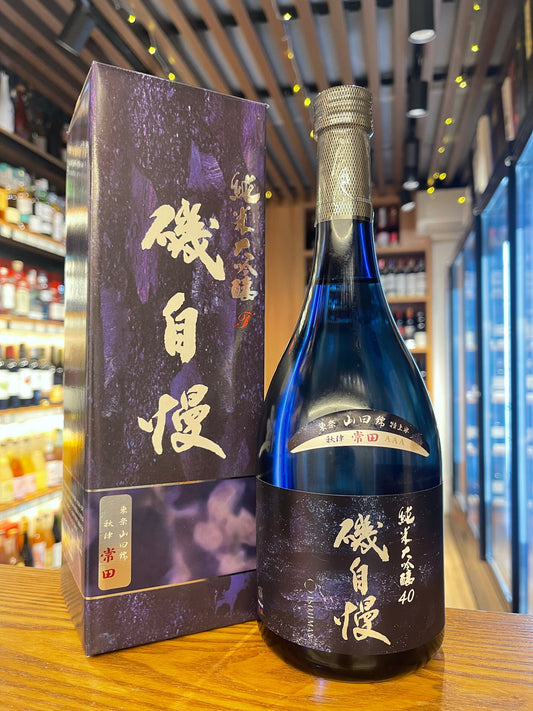 純米大吟醸
磯自慢
東条山田錦
秋津
常田
東条 山田錦 特上米
秋津 常田 AAA
純米大吟醸40
磯自慢